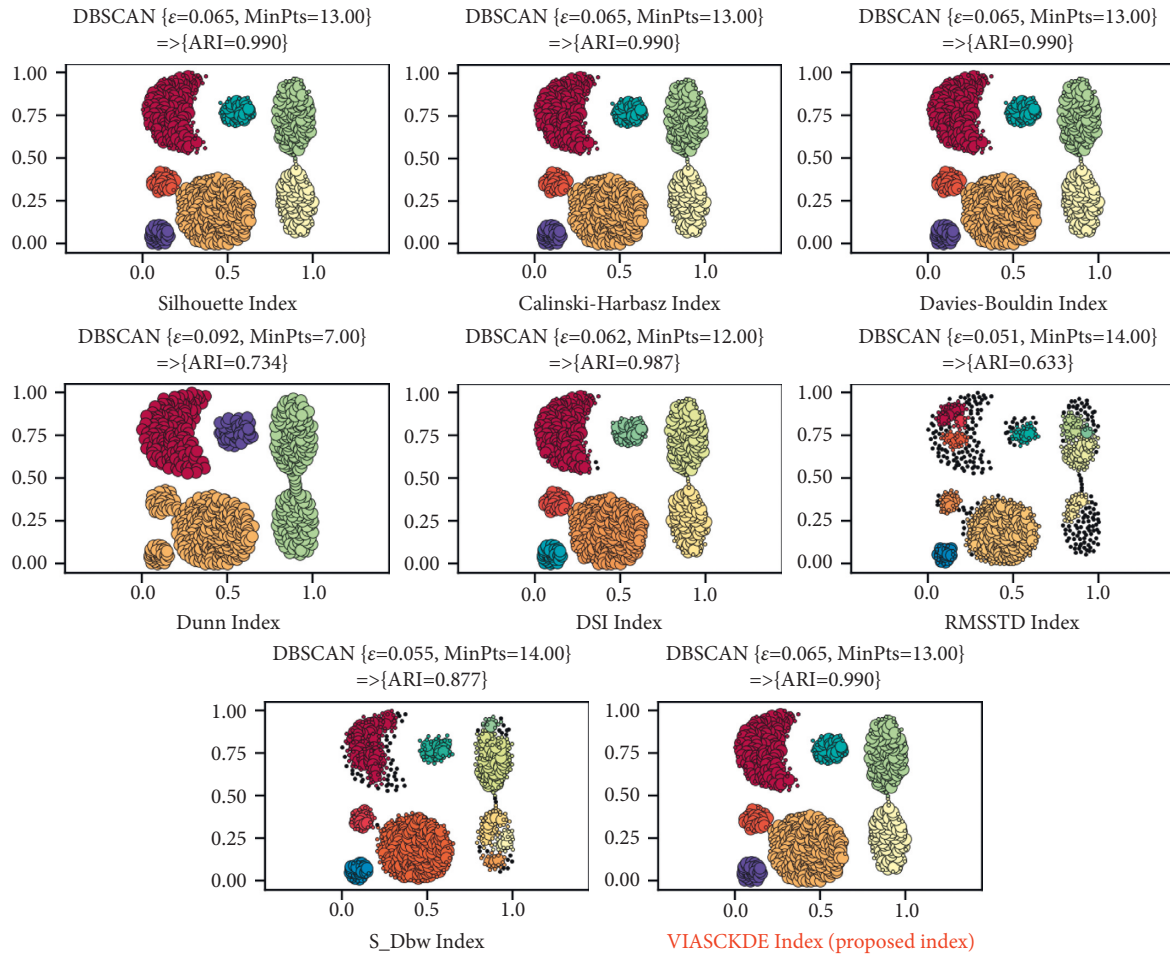 DBSCAN {ε=0.065, MinPts=13.00}
=>{ARI=0.990}
1.00
0.75
0.50
0.25
0.00
0.0 0.5 1.0
Silhouette Index
DBSCAN {ε=0.065, MinPts=13.00}
=>{ARI=0.990}
1.00
0.75
0.50
0.25
0.00
0.0 0.5 1.0
Calinski-Harbasz Index
DBSCAN {ε=0.065, MinPts=13.00}
=>{ARI=0.990}
1.00
0.75
0.50
0.25
0.00
0.0 0.5 1.0
Davies-Bouldin Index
DBSCAN {ε=0.092, MinPts=7.00}
=>{ARI=0.734}
1.00
0.75
0.50
0.25
0.00
0.0 0.5 1.0
Dunn Index
DBSCAN {ε=0.062, MinPts=12.00}
=>{ARI=0.987}
1.00
0.75
0.50
0.25
0.00
0.0 0.5 1.0
DSI Index
DBSCAN {ε=0.051, MinPts=14.00}
=>{ARI=0.633}
1.00
0.75
0.50
0.25
0.00
0.0 0.5 1.0
RMSSTD Index
DBSCAN {ε=0.055, MinPts=14.00}
=>{ARI=0.877}
1.00
0.75
0.50
0.25
0.00
0.0 0.5 1.0
S_Dbw Index
DBSCAN {ε=0.065, MinPts=13.00}
=>{ARI=0.990}
1.00
0.75
0.50
0.25
0.00
0.0 0.5 1.0
VIASCKDE Index (proposed index)